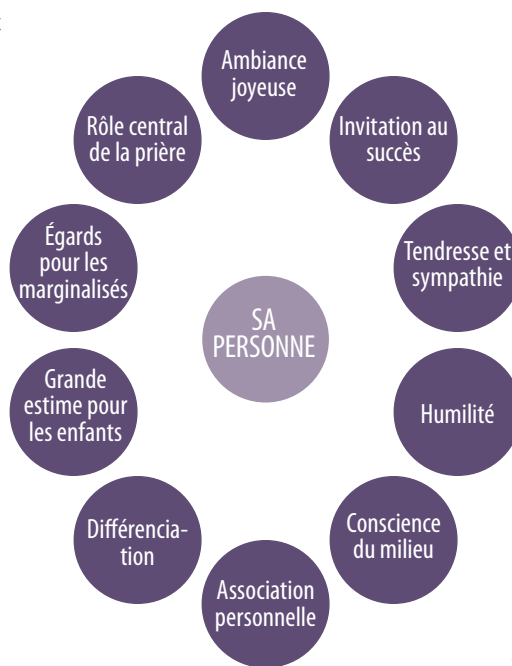 Ambiance
joyeuse
Invitation au
succès
Tendresse et
sympathie
Humilité
Conscience
du milieu
Association
personnelle
Différencia-
tion
Grande
estime pour
les enfants
Égards
pour les
marginalisés
Rôle central
de la prière
SA
PERSONNE